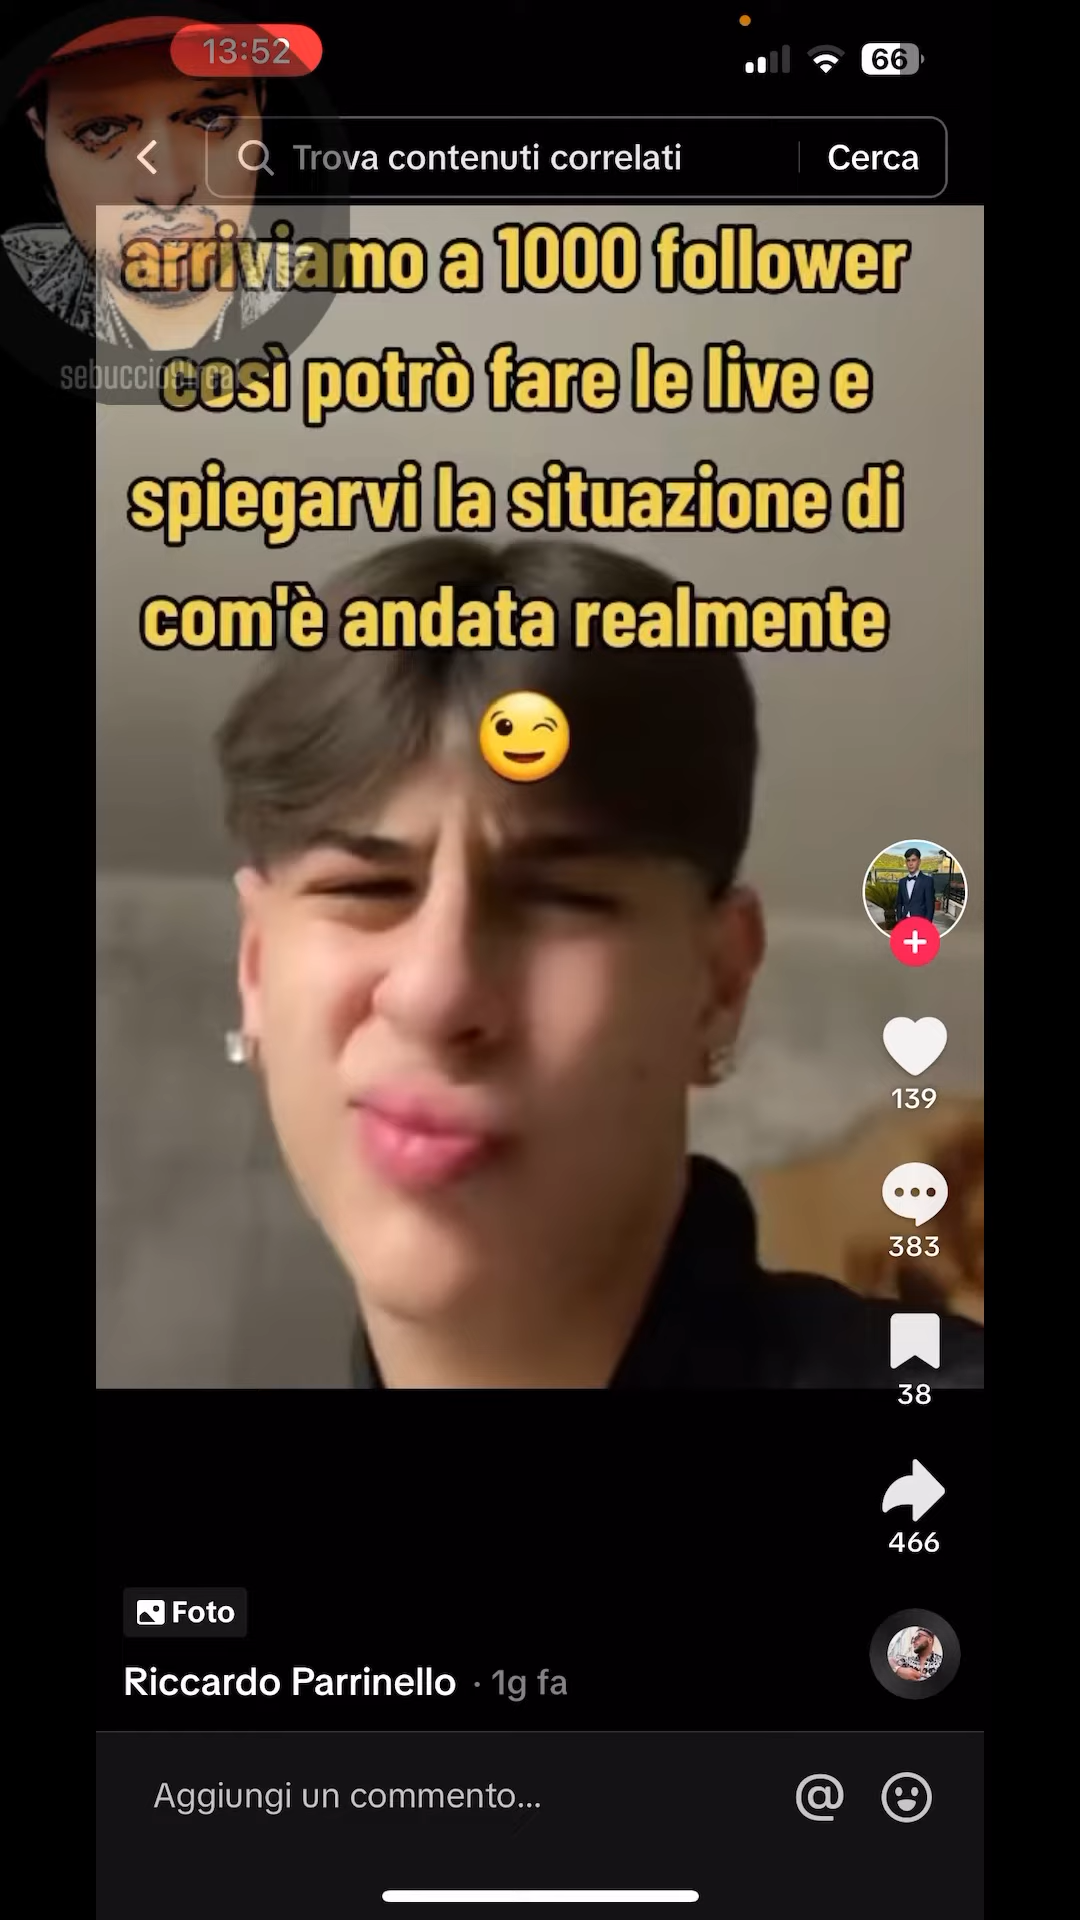 13:52
66
Trova contenuti correlati
Cerca
arriviamo a 1000 follower
così potrò fare le live e
sebuccio91real
spiegarvi la situazione di
com'è andata realmente
139
383
38
466
Foto
Riccardo Parrinello · 1g fa
Aggiungi un commento...